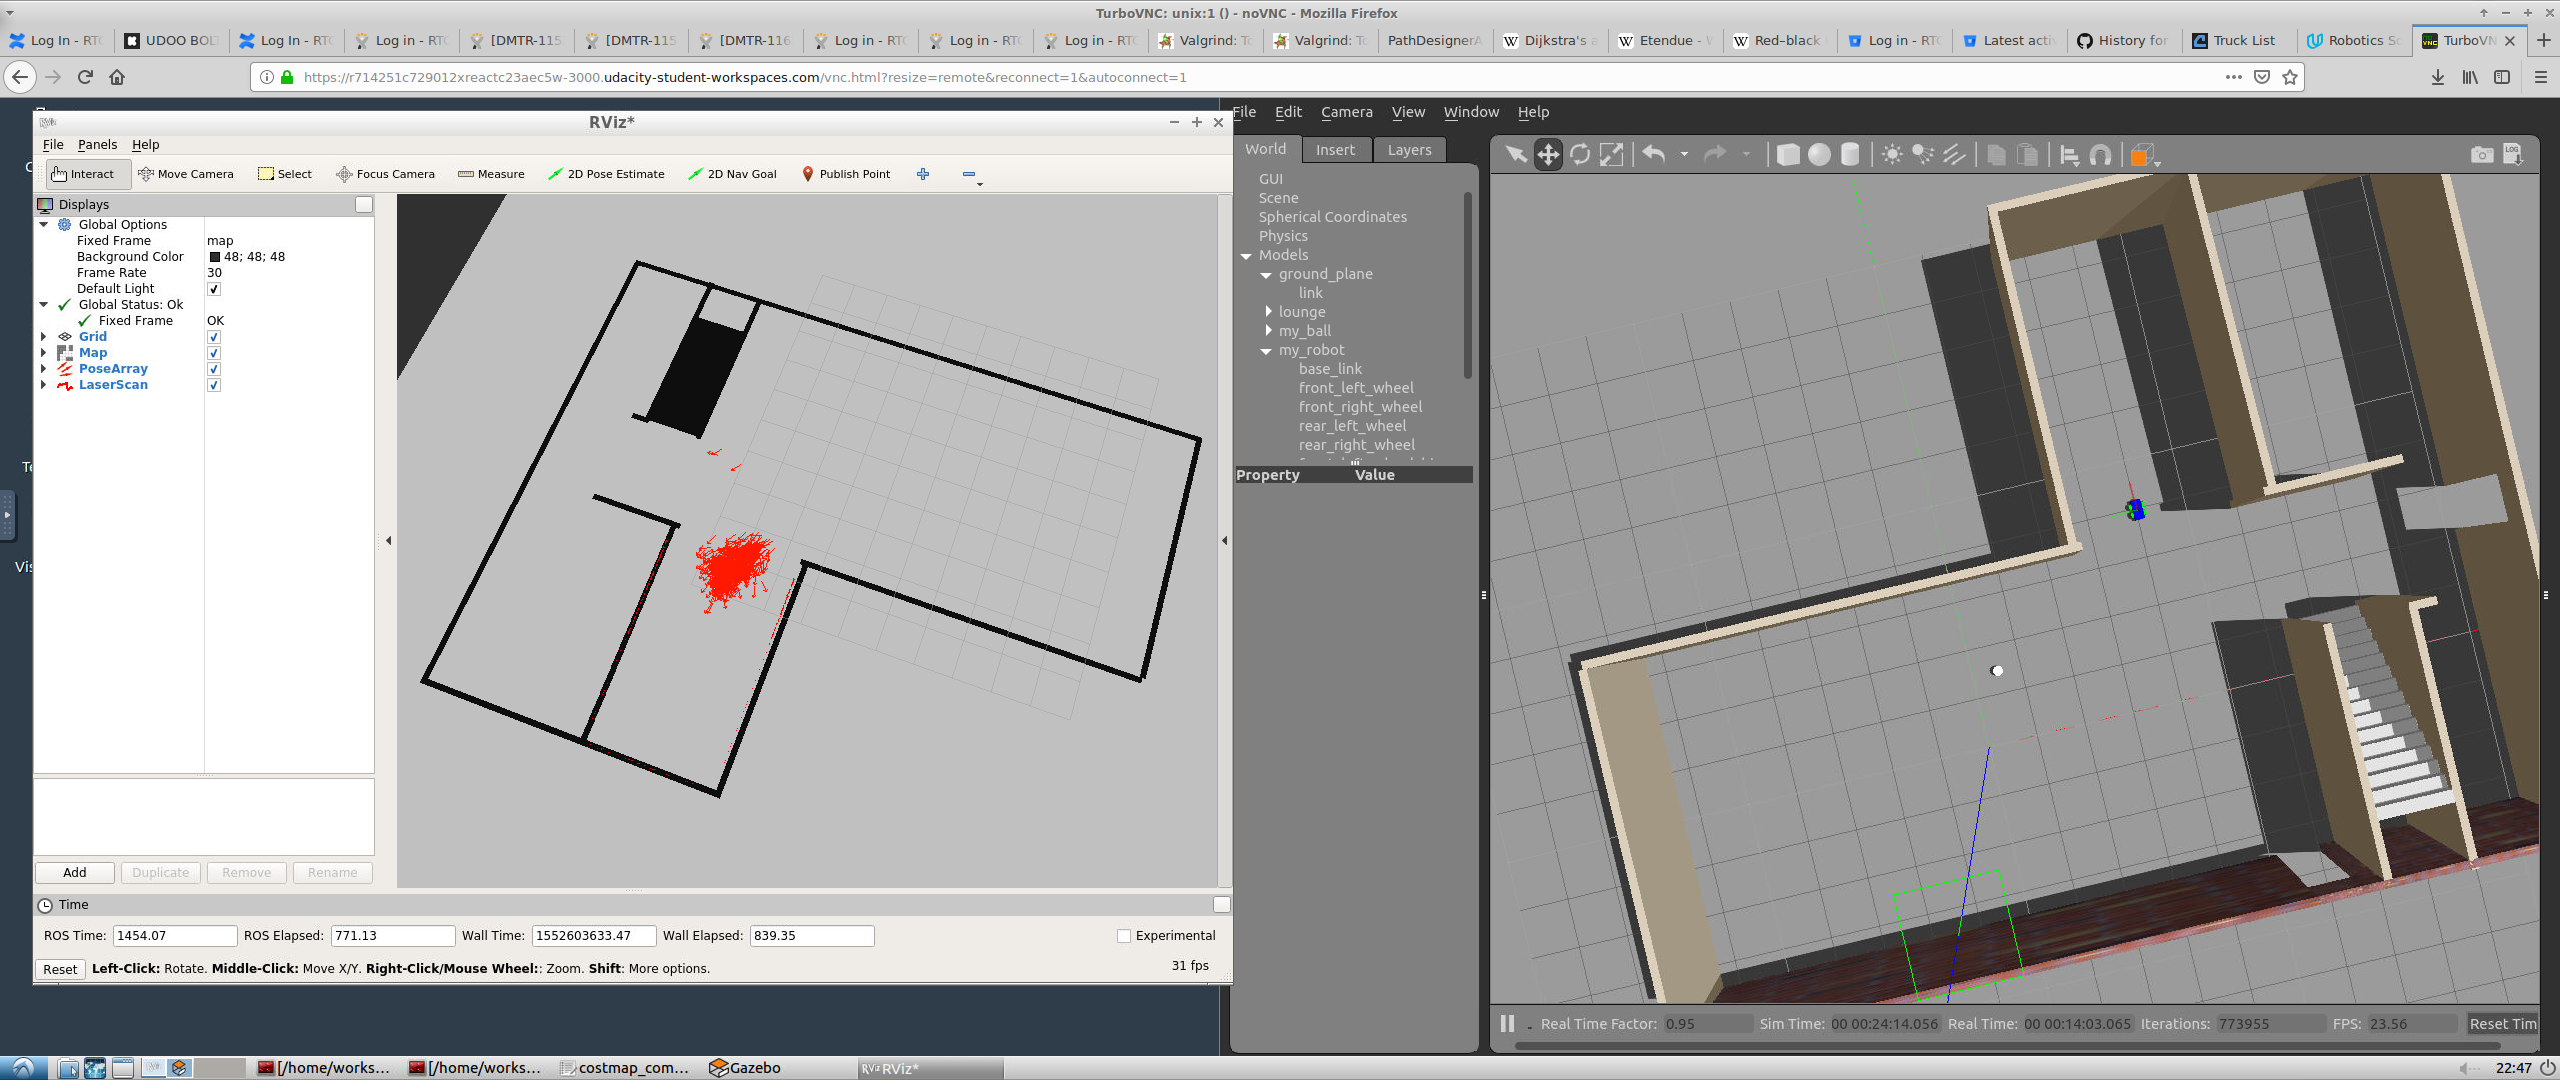 TurboVNC: unix:1 () - noVNC - Mozilla Firefox
Log In - RTC
UDOO BOL
Log In - RTC
Log in - RTC
[DMTR-115
[DMTR-115
[DMTR-116
Log in - RTC
Log in - RTC
Log in - RTC
Valgrind: To
Valgrind: To
PathDesignerA
Dijkstra's a
Etendue - W
Red–black
Log in - RTC
Latest activ
History for
Truck List
Robotics So
TurboVN
https://r714251c729012xreactc23aec5w-3000.udacity-student-workspaces.com/vnc.html?resize=remote&reconnect=1&autoconnect=1
RViz*
File Panels Help
Interact Move Camera Select Focus Camera Measure 2D Pose Estimate 2D Nav Goal Publish Point
Displays
Global Options
Fixed Frame map
Background Color 48; 48; 48
Frame Rate 30
Default Light
Global Status: Ok
Fixed Frame OK
Grid
Map
PoseArray
LaserScan
Add Duplicate Remove Rename
Time
ROS Time: 1454.07 ROS Elapsed: 771.13 Wall Time: 1552603633.47 Wall Elapsed: 839.35 Experimental
Reset Left-Click: Rotate. Middle-Click: Move X/Y. Right-Click/Mouse Wheel:: Zoom. Shift: More options. 31 fps
File Edit Camera View Window Help
World Insert Layers
GUI
Scene
Spherical Coordinates
Physics
Models
ground_plane
link
lounge
my_ball
my_robot
base_link
front_left_wheel
front_right_wheel
rear_left_wheel
rear_right_wheel
Property Value
LOG
Real Time Factor: 0.95 Sim Time: 00 00:24:14.056 Real Time: 00 00:14:03.065 Iterations: 773955 FPS: 23.56 Reset Tim
[/home/works...
[/home/works...
costmap_com...
Gazebo
RViz*
22:47